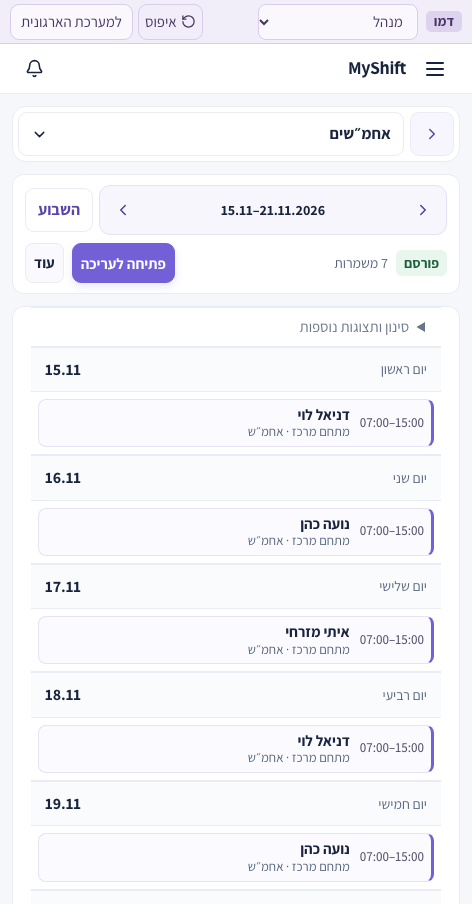 דמו
מנהל
איפוס
למערכת הארגונית
MyShift
אחמ״שים
15.11–21.11.2026
השבוע
פורסם
7 משמרות
פתיחה לעריכה
עוד
סינון ותצוגות נוספות
יום ראשון 15.11
07:00–15:00 דניאל לוי
מתחם מרכז · אחמ״ש
יום שני 16.11
07:00–15:00 נועה כהן
מתחם מרכז · אחמ״ש
יום שלישי 17.11
07:00–15:00 איתי מזרחי
מתחם מרכז · אחמ״ש
יום רביעי 18.11
07:00–15:00 דניאל לוי
מתחם מרכז · אחמ״ש
יום חמישי 19.11
07:00–15:00 נועה כהן
מתחם מרכז · אחמ״ש